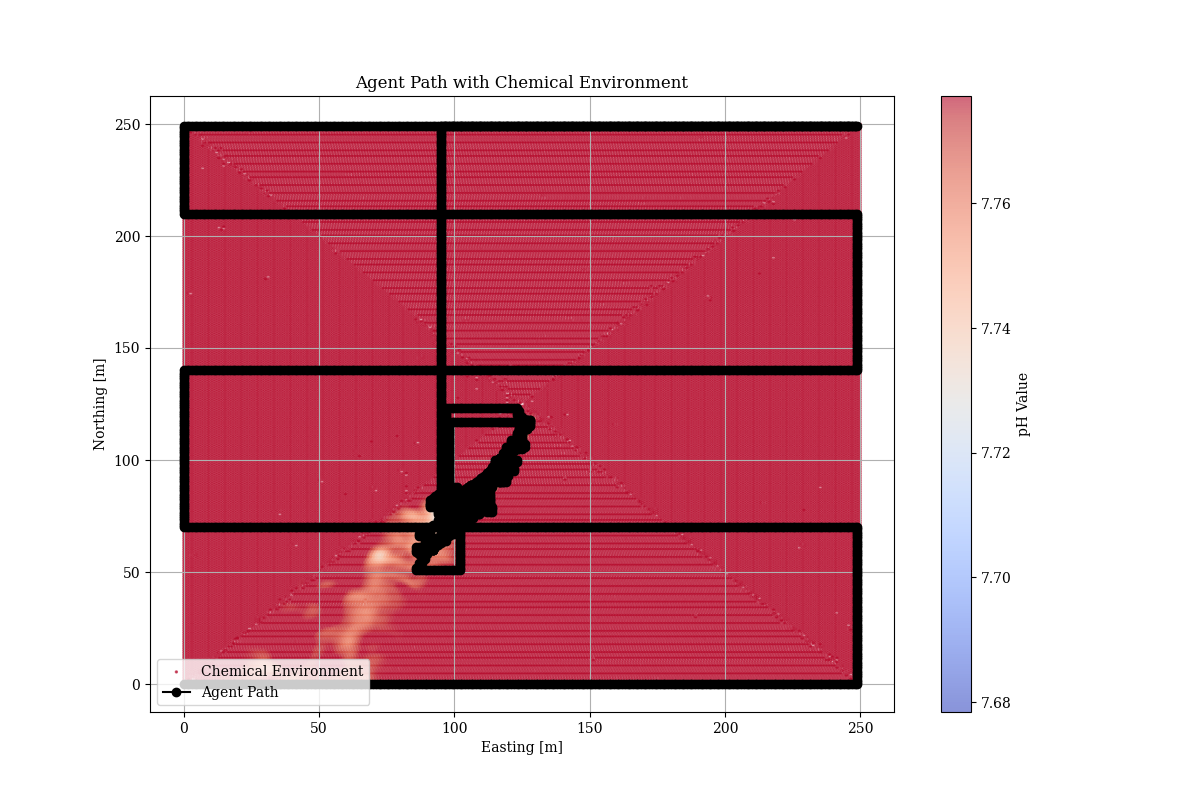 Agent Path with Chemical Environment
250
200
150
100
50
0
Northing [m]
0
50
100
150
200
250
Easting [m]
Chemical Environment
Agent Path
7.76
7.74
7.72
7.70
7.68
pH Value